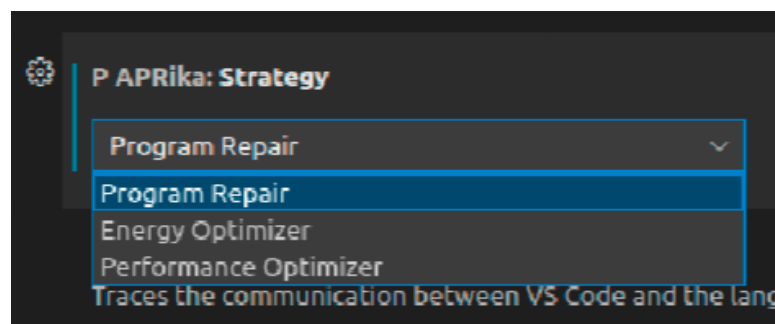 P APRika: Strategy
Program Repair
Program Repair
Energy Optimizer
Performance Optimizer
Traces the communication between VS Code and the lang